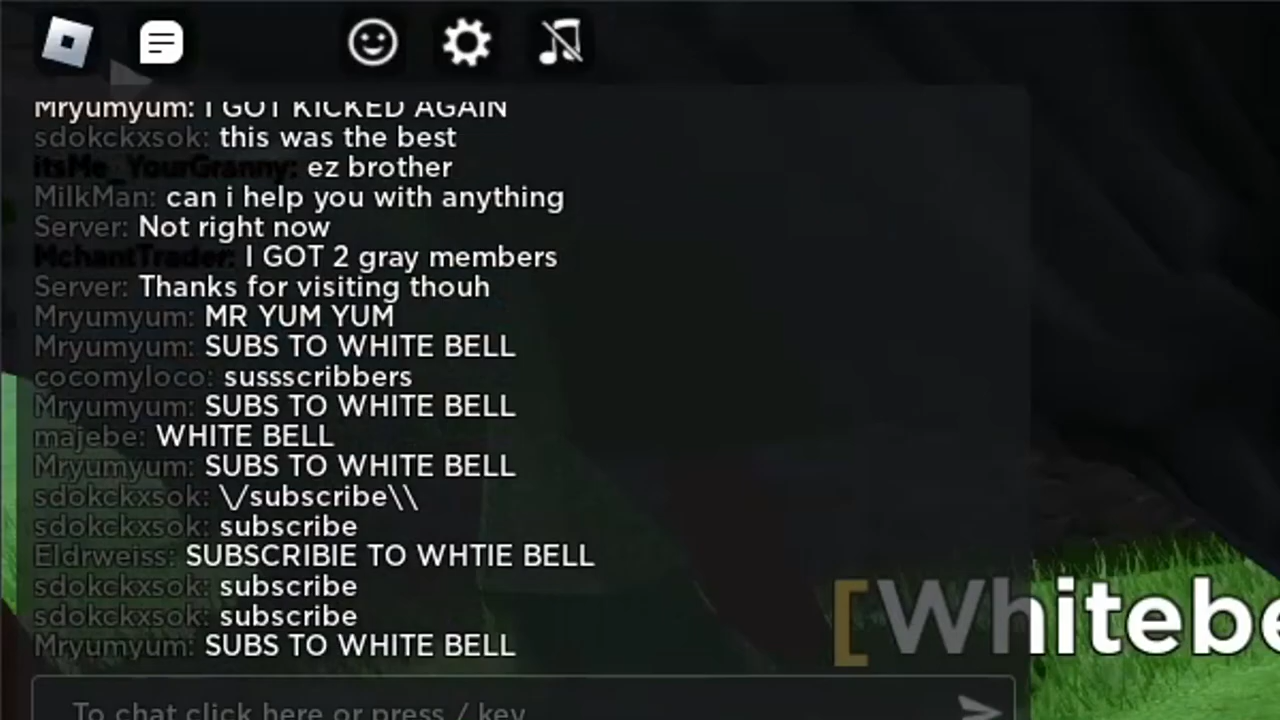 Mryumyum: I GOT KICKED AGAIN
sdokckxsok: this was the best
itsMe_YourGranny: ez brother
MilkMan: can i help you with anything
Server: Not right now
MchantTrader: I GOT 2 gray members
Server: Thanks for visiting thouh
Mryumyum: MR YUM YUM
Mryumyum: SUBS TO WHITE BELL
cocomyloco: sussscribbers
Mryumyum: SUBS TO WHITE BELL
majebe: WHITE BELL
Mryumyum: SUBS TO WHITE BELL
sdokckxsok: \/subscribe\\
sdokckxsok: subscribe
Eldrweiss: SUBSCRIBIE TO WHTIE BELL
sdokckxsok: subscribe
sdokckxsok: subscribe
Mryumyum: SUBS TO WHITE BELL
[Whitebe
To chat click here or press / key